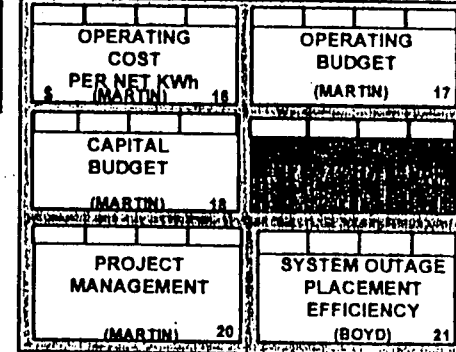 OPERATING
COST
PER NET KWh
$ (MARTIN) 16
OPERATING
BUDGET
(MARTIN) 17
CAPITAL
BUDGET
(MARTIN) 18
PROJECT
MANAGEMENT
(MARTIN) 20
SYSTEM OUTAGE
PLACEMENT
EFFICIENCY
(BOYD) 21